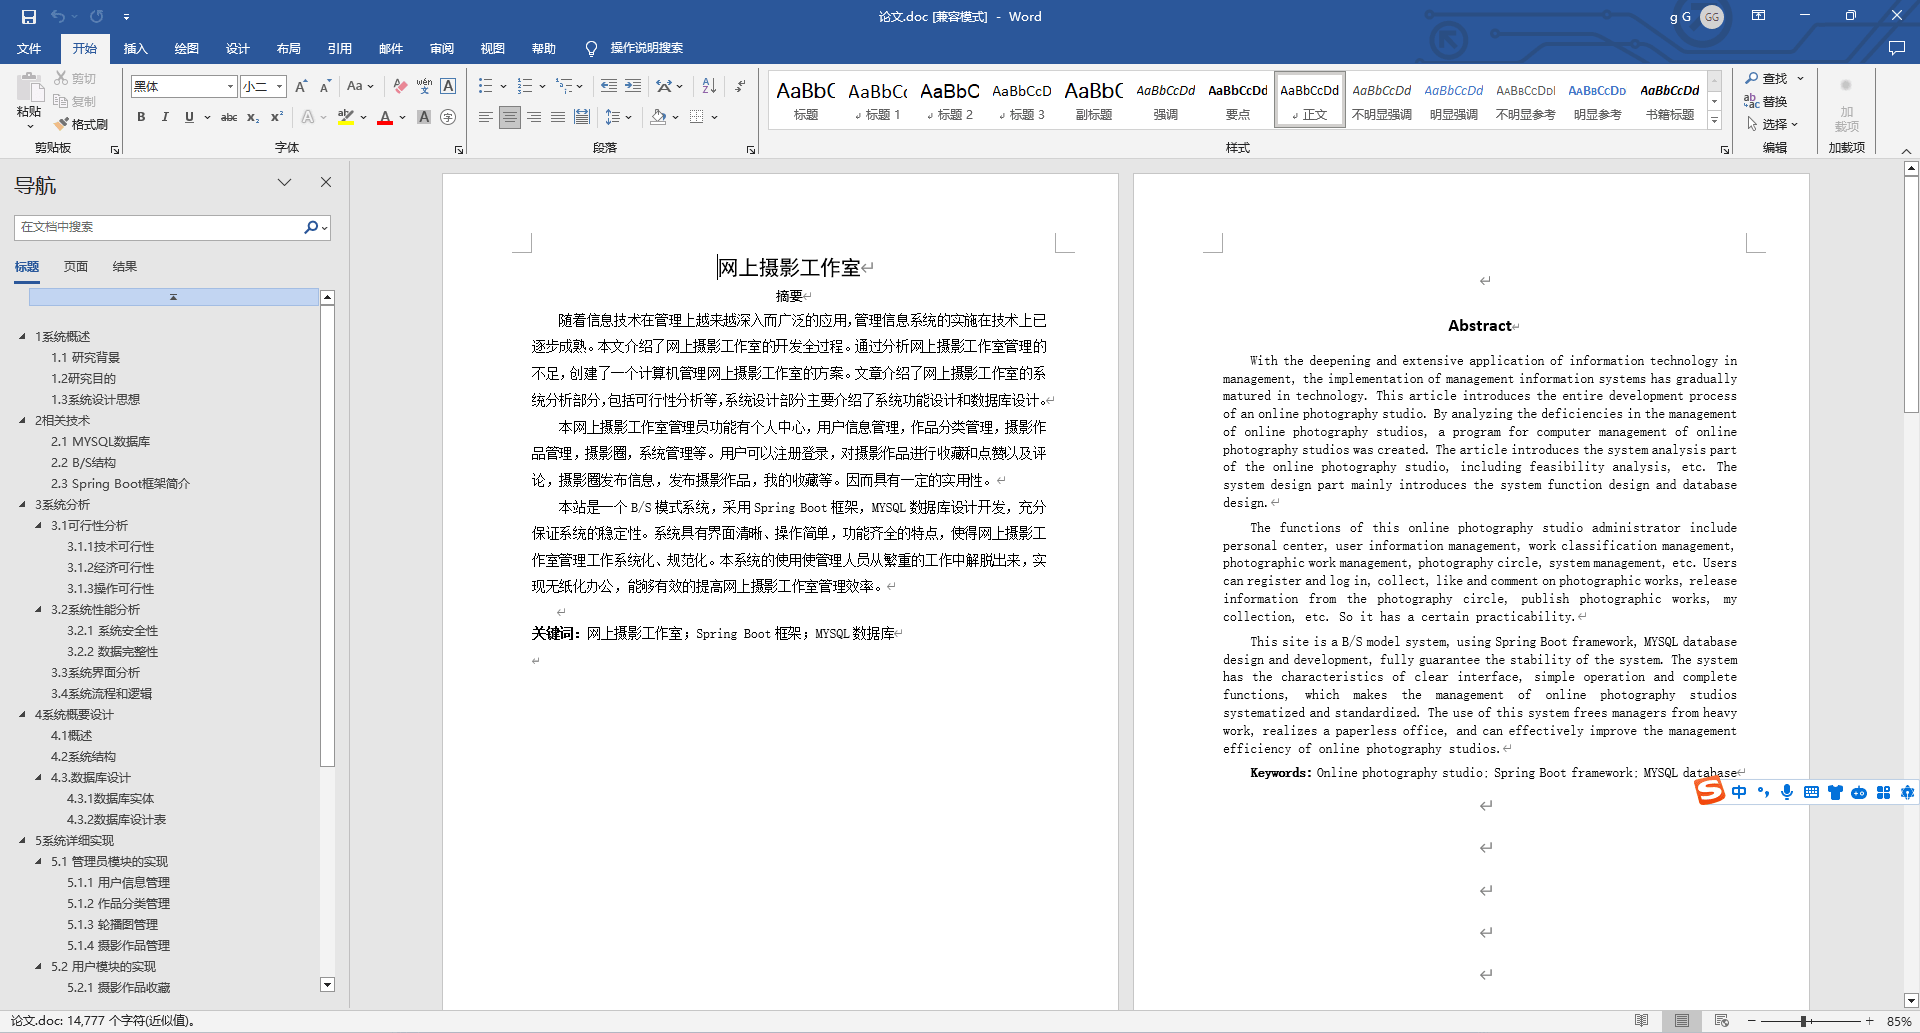 论文.doc [兼容模式] - Word
g G
GG
文件 开始 插入 绘图 设计 布局 引用 邮件 审阅 视图 帮助 操作说明搜索
粘贴
剪切
复制
格式刷
剪贴板
黑体 小二
字体
段落
AaBbC 标题
AaBbCc 标题 1
AaBbC 标题 2
AaBbCcD 标题 3
AaBbC 副标题
AaBbCcDd 强调
AaBbCcDd 要点
AaBbCcDd 正文
AaBbCcDd 不明显强调
AaBbCcDd 明显强调
AaBbCcDd 不明显参考
AaBbCcDd 明显参考
AaBbCcDd 书籍标题
样式
查找
替换
选择
编辑
加
载项
加载项
导航
在文档中搜索
标题 页面 结果
1系统概述
1.1 研究背景
1.2研究目的
1.3系统设计思想
2相关技术
2.1 MYSQL数据库
2.2 B/S结构
2.3 Spring Boot框架简介
3系统分析
3.1可行性分析
3.1.1技术可行性
3.1.2经济可行性
3.1.3操作可行性
3.2系统性能分析
3.2.1 系统安全性
3.2.2 数据完整性
3.3系统界面分析
3.4系统流程和逻辑
4系统概要设计
4.1概述
4.2系统结构
4.3.数据库设计
4.3.1数据库实体
4.3.2数据库设计表
5系统详细实现
5.1 管理员模块的实现
5.1.1 用户信息管理
5.1.2 作品分类管理
5.1.3 轮播图管理
5.1.4 摄影作品管理
5.2 用户模块的实现
5.2.1 摄影作品收藏
网上摄影工作室
摘要
随着信息技术在管理上越来越深入而广泛的应用,管理信息系统的实施在技术上已
逐步成熟。本文介绍了网上摄影工作室的开发全过程。通过分析网上摄影工作室管理的
不足,创建了一个计算机管理网上摄影工作室的方案。文章介绍了网上摄影工作室的系
统分析部分,包括可行性分析等,系统设计部分主要介绍了系统功能设计和数据库设计。
本网上摄影工作室管理员功能有个人中心，用户信息管理，作品分类管理，摄影作
品管理，摄影圈，系统管理等。用户可以注册登录，对摄影作品进行收藏和点赞以及评
论，摄影圈发布信息，发布摄影作品，我的收藏等。因而具有一定的实用性。
本站是一个 B/S 模式系统，采用 Spring Boot 框架，MYSQL 数据库设计开发，充分
保证系统的稳定性。系统具有界面清晰、操作简单，功能齐全的特点，使得网上摄影工
作室管理工作系统化、规范化。本系统的使用使管理人员从繁重的工作中解脱出来，实
现无纸化办公，能够有效的提高网上摄影工作室管理效率。
关键词：网上摄影工作室；Spring Boot 框架；MYSQL 数据库
Abstract
With the deepening and extensive application of information technology in
management, the implementation of management information systems has gradually
matured in technology. This article introduces the entire development process
of an online photography studio. By analyzing the deficiencies in the management
of online photography studios, a program for computer management of online
photography studios was created. The article introduces the system analysis part
of the online photography studio, including feasibility analysis, etc. The
system design part mainly introduces the system function design and database
design.
The functions of this online photography studio administrator include
personal center, user information management, work classification management,
photographic work management, photography circle, system management, etc. Users
can register and log in, collect, like and comment on photographic works, release
information from the photography circle, publish photographic works, my
collection, etc. So it has a certain practicability.
This site is a B/S model system, using Spring Boot framework, MYSQL database
design and development, fully guarantee the stability of the system. The system
has the characteristics of clear interface, simple operation and complete
functions, which makes the management of online photography studios
systematized and standardized. The use of this system frees managers from heavy
work, realizes a paperless office, and can effectively improve the management
efficiency of online photography studios.
Keywords: Online photography studio; Spring Boot framework; MYSQL database
中
论文.doc: 14,777 个字符(近似值)。
85%